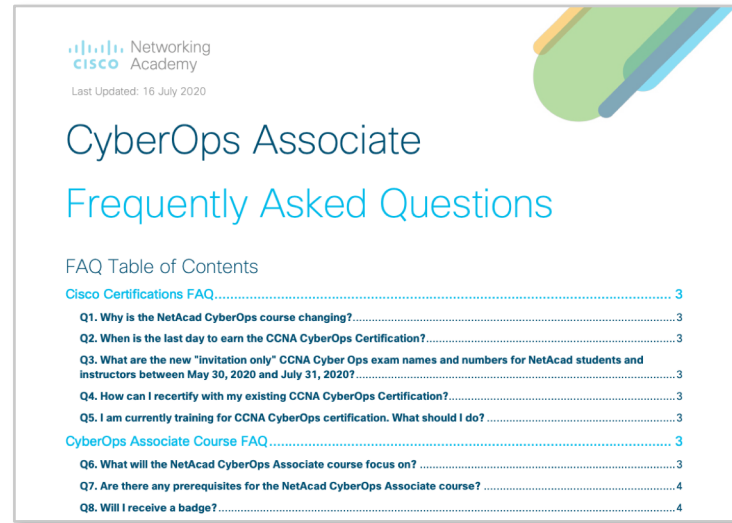 Networking
CISCO Academy
Last Updated: 16 July 2020
CyberOps Associate
Frequently Asked Questions
FAQ Table of Contents
Cisco Certifications FAQ.......................................................................................................... 3
Q1. Why is the NetAcad CyberOps course changing?.......................................................................................................3
Q2. When is the last day to earn the CCNA CyberOps Certification?................................................................................3
Q3. What are the new "invitation only" CCNA Cyber Ops exam names and numbers for NetAcad students and
instructors between May 30, 2020 and July 31, 2020?......................................................................................................3
Q4. How can I recertify with my existing CCNA CyberOps Certification?..........................................................................3
Q5. I am currently training for CCNA CyberOps certification. What should I do? ............................................................3
CyberOps Associate Course FAQ.............................................................................................. 3
Q6. What will the NetAcad CyberOps Associate course focus on? ..................................................................................3
Q7. Are there any prerequisites for the NetAcad CyberOps Associate course? ..............................................................4
Q8. Will I receive a badge?................................................................................................................................................4